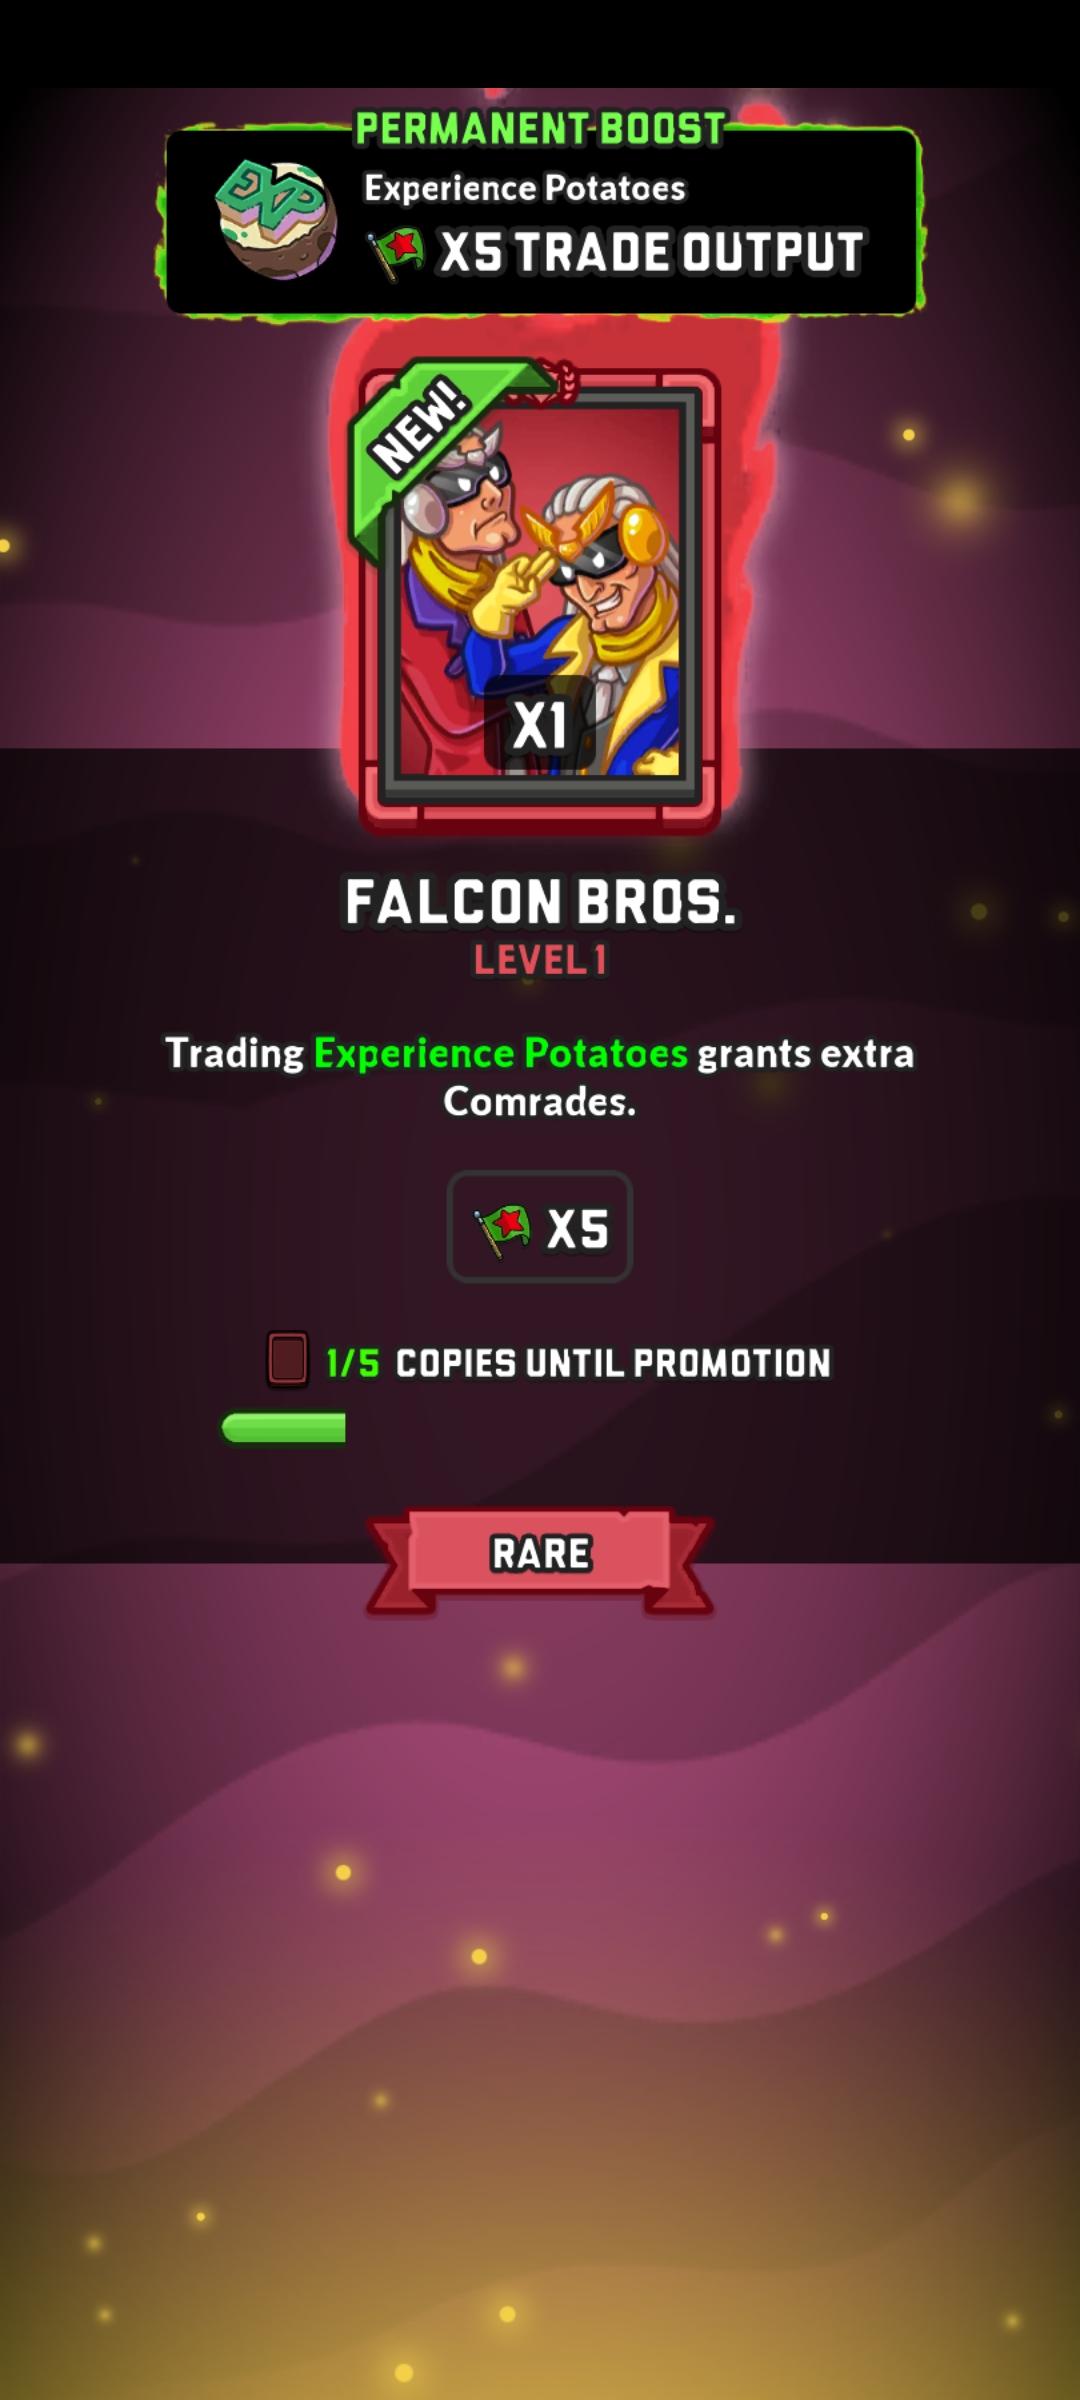 PERMANENT BOOST
EXP
Experience Potatoes
X5 TRADE OUTPUT
NEW!
X1
FALCON BROS.
LEVEL 1
Trading Experience Potatoes grants extra
Comrades.
X5
1/5 COPIES UNTIL PROMOTION
RARE